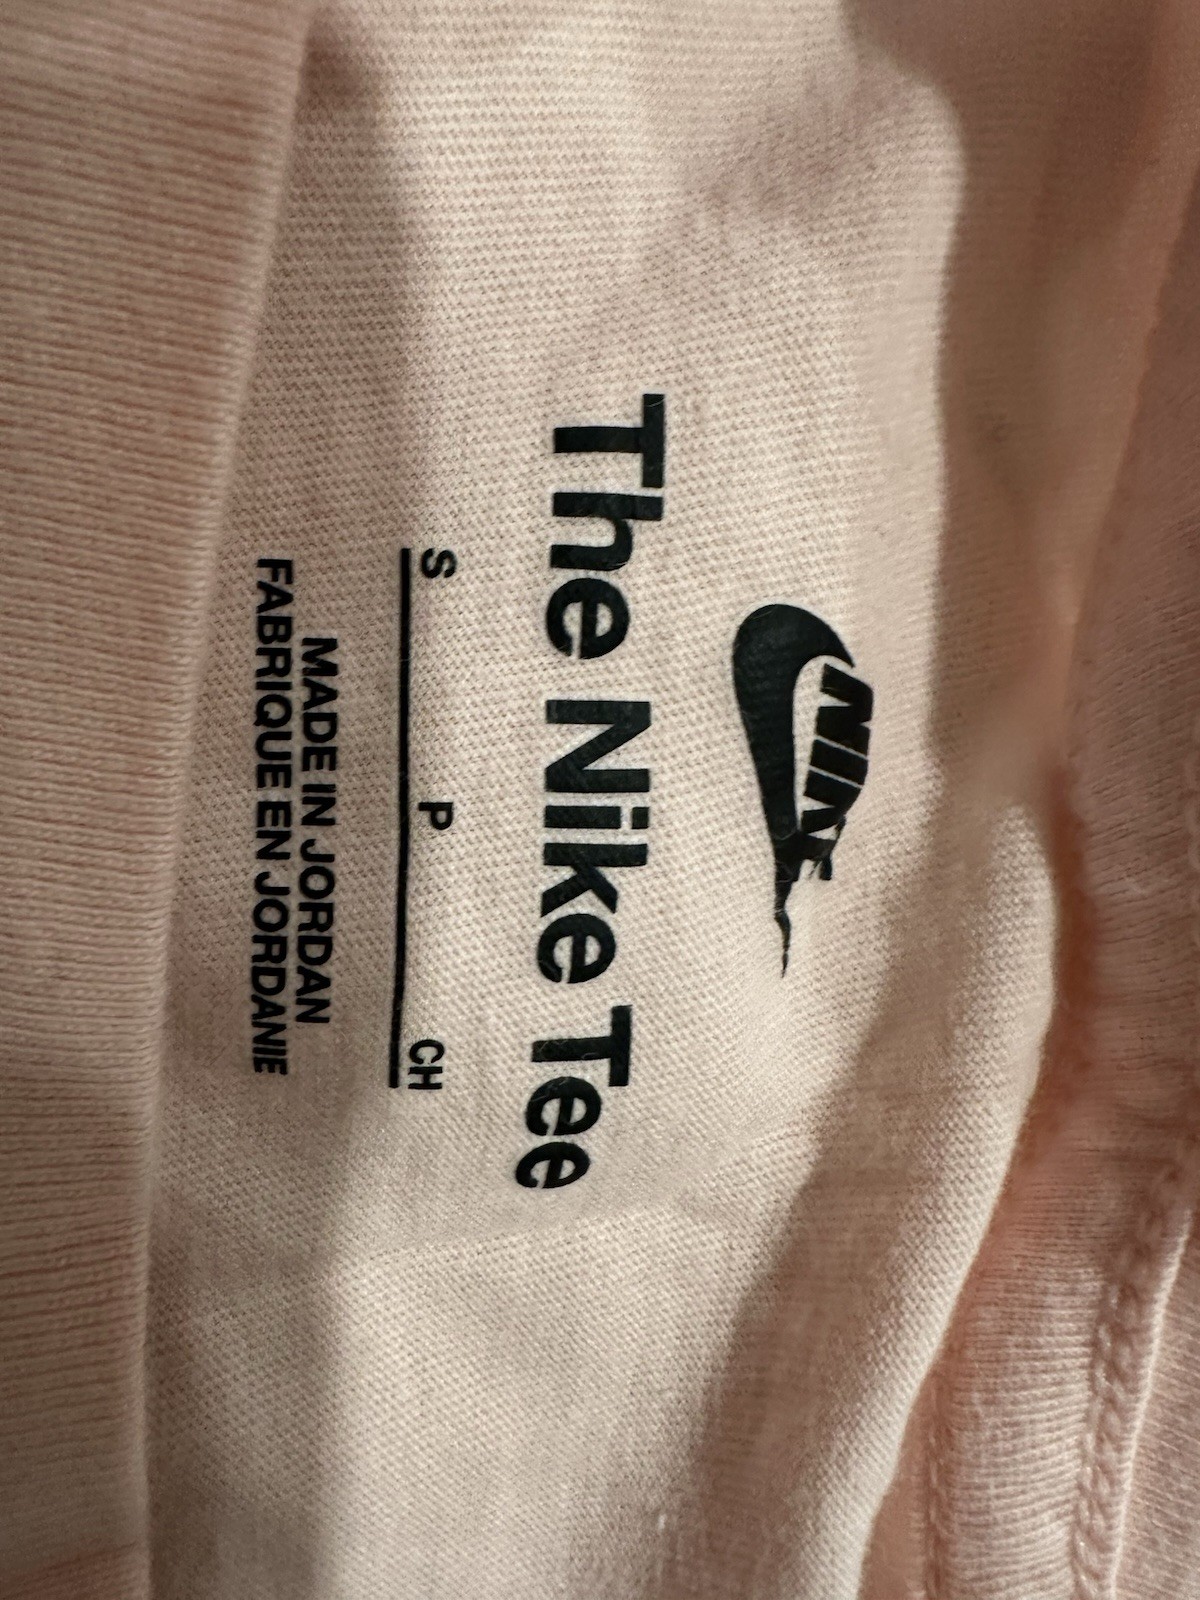 NIKE
The Nike Tee
S P CH
MADE IN JORDAN
FABRIQUE EN JORDANIE